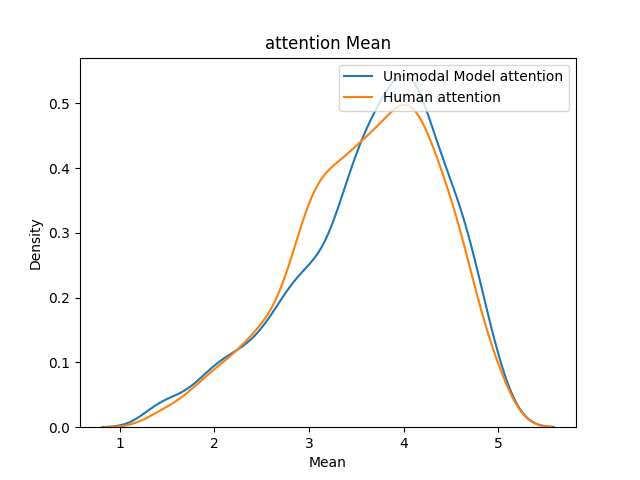 attention Mean
Unimodal Model attention
Human attention
0.5
0.4
0.3
0.2
0.1
0.0
Density
1 2 3 4 5
Mean